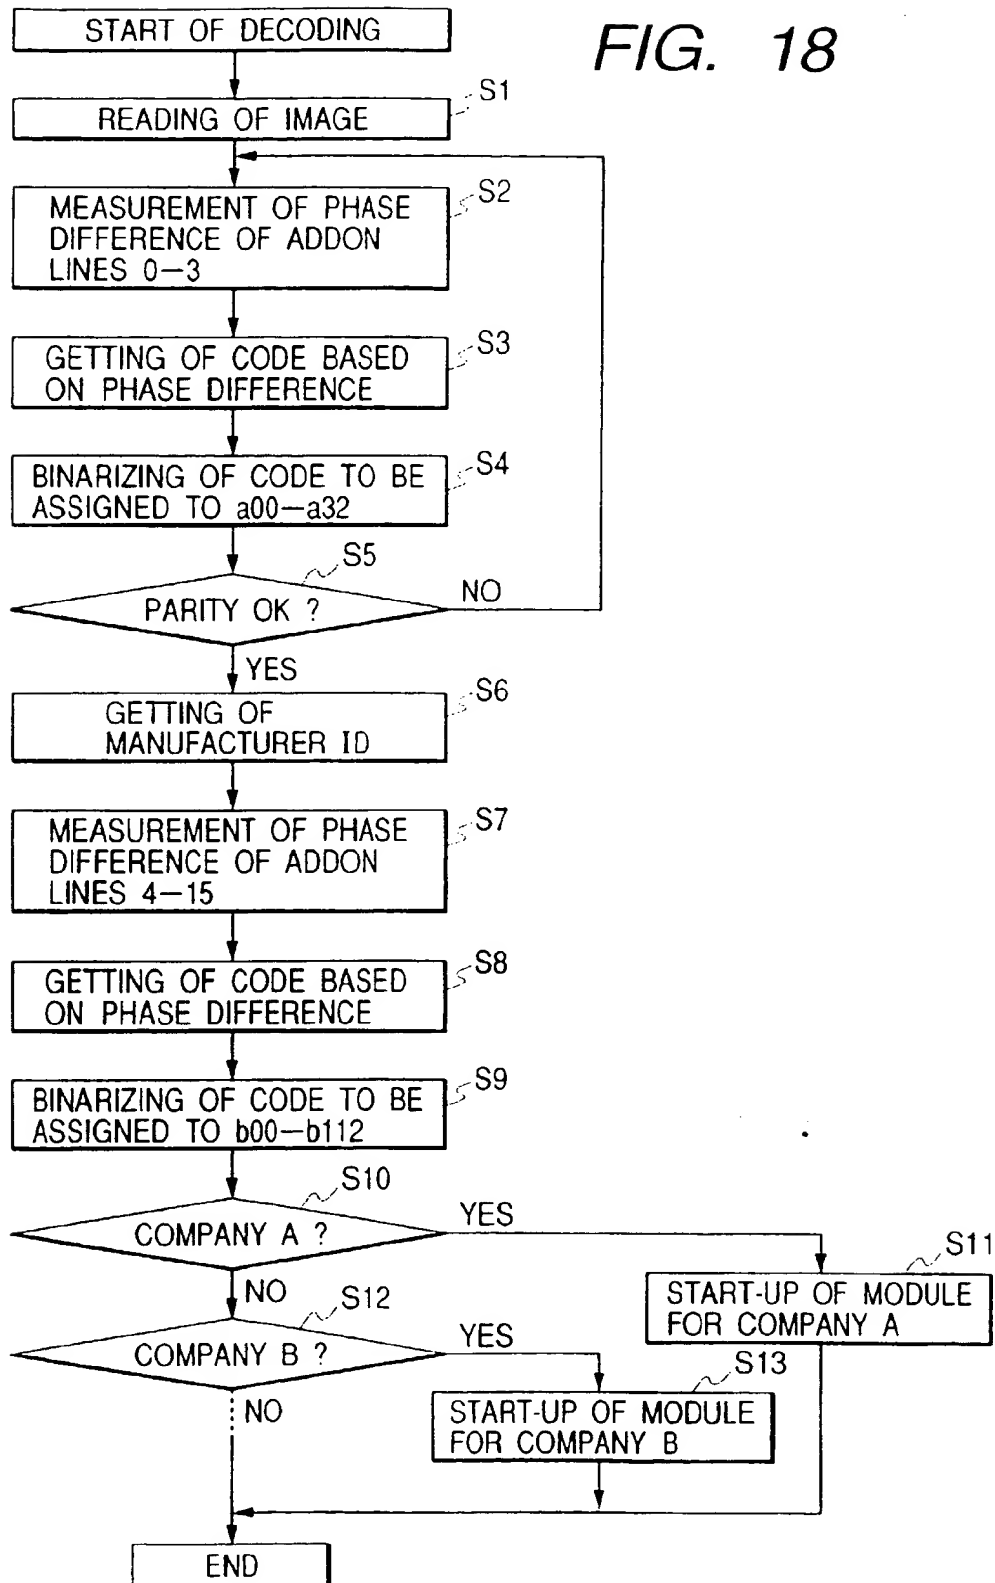 FIG. 18
START OF DECODING
S1
READING OF IMAGE
S2
MEASUREMENT OF PHASE
DIFFERENCE OF ADDON
LINES 0—3
S3
GETTING OF CODE BASED
ON PHASE DIFFERENCE
S4
BINARIZING OF CODE TO BE
ASSIGNED TO a00—a32
S5
PARITY OK ?
NO
YES
S6
GETTING OF
MANUFACTURER ID
S7
MEASUREMENT OF PHASE
DIFFERENCE OF ADDON
LINES 4—15
S8
GETTING OF CODE BASED
ON PHASE DIFFERENCE
S9
BINARIZING OF CODE TO BE
ASSIGNED TO b00—b112
S10
COMPANY A ?
YES
NO
S11
START-UP OF MODULE
FOR COMPANY A
S12
COMPANY B ?
YES
NO
S13
START-UP OF MODULE
FOR COMPANY B
END